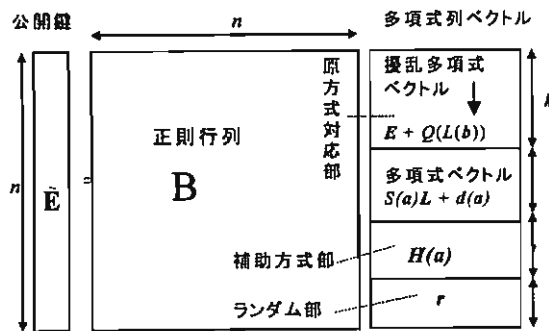 公開鍵
n
多項式列ベクトル
n
Ẽ
=
正則行列
B
原方式対応部
擾乱多項式
ベクトル
E + Q(L(b))
多項式ベクトル
S(a)L + d(a)
補助方式部
H(a)
ランダム部
r